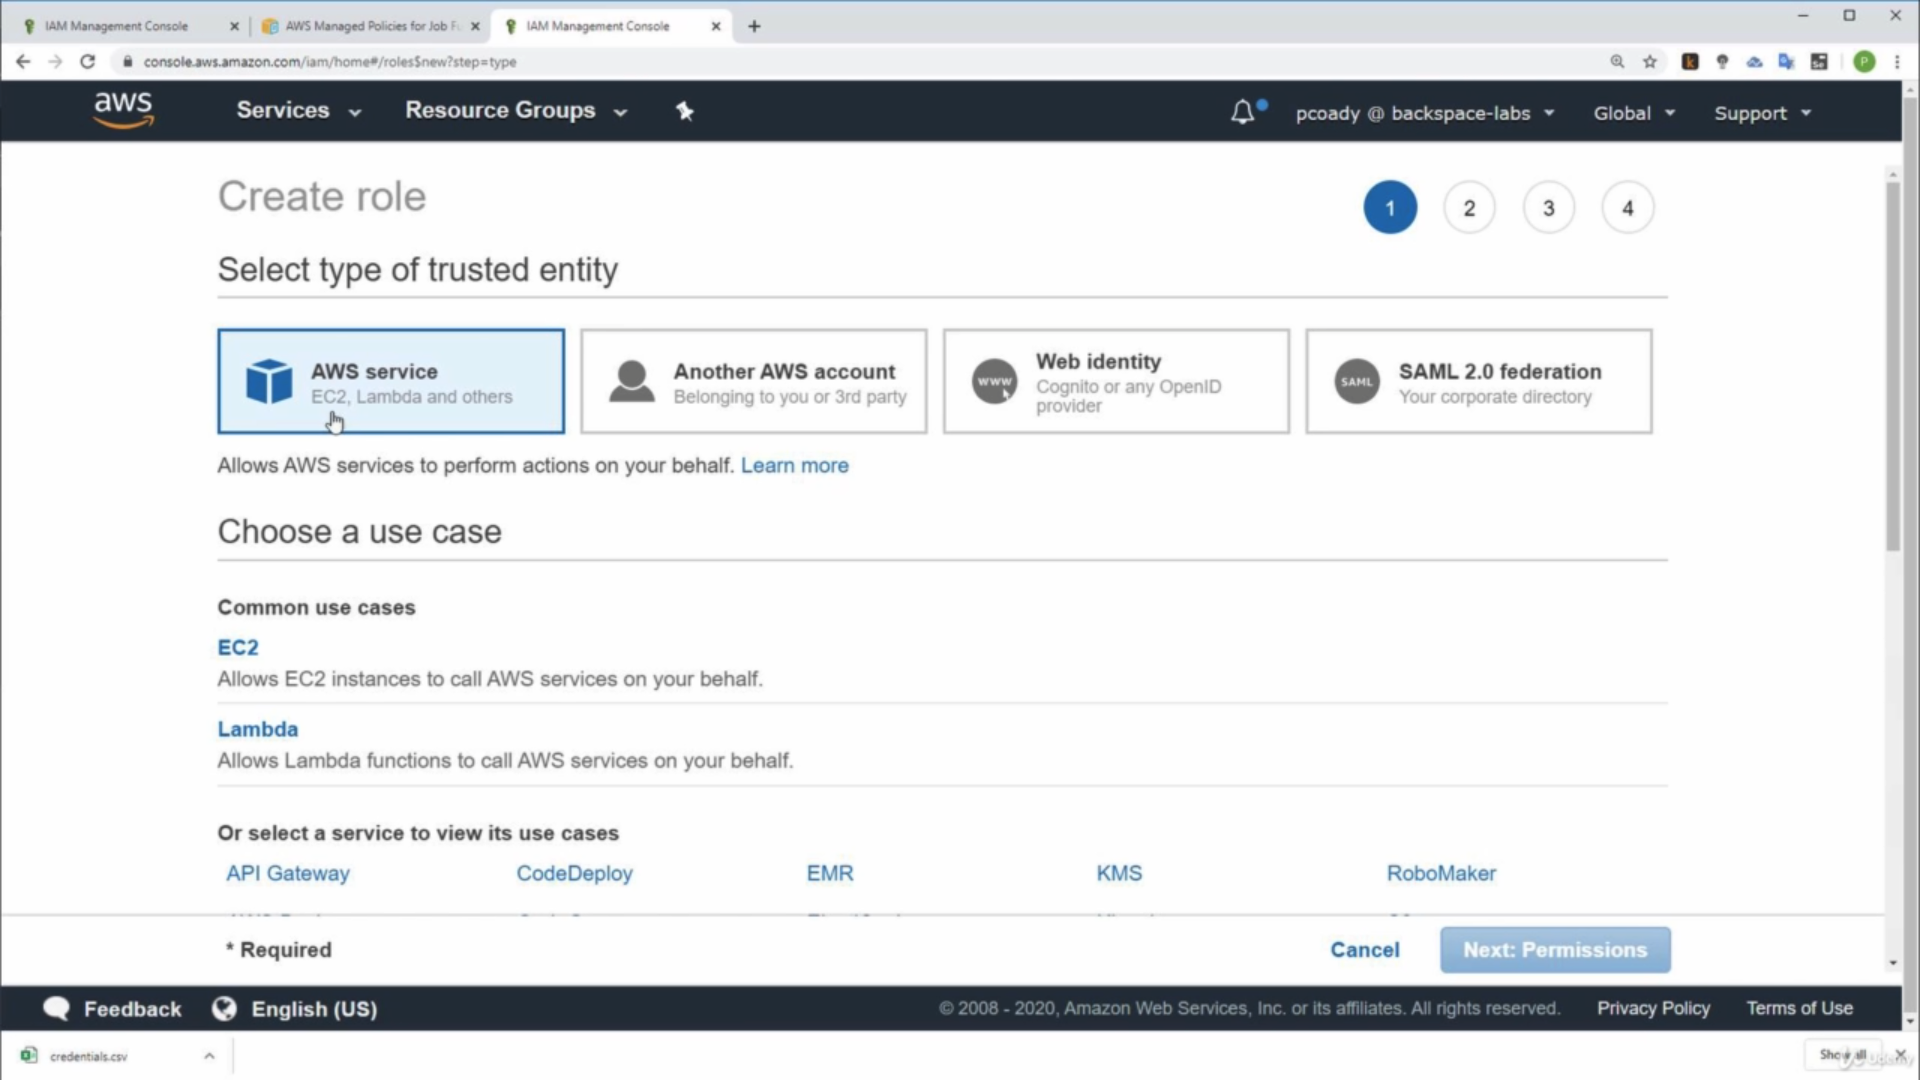 IAM Management Console
AWS Managed Policies for Job Fu
IAM Management Console
console.aws.amazon.com/iam/home#/roles$new?step=type
P
aws
Services
Resource Groups
pcoady @ backspace-labs
Global
Support
Create role
1
2
3
4
Select type of trusted entity
AWS service
EC2, Lambda and others
Another AWS account
Belonging to you or 3rd party
www
Web identity
Cognito or any OpenID
provider
SAML
SAML 2.0 federation
Your corporate directory
Allows AWS services to perform actions on your behalf. Learn more
Choose a use case
Common use cases
EC2
Allows EC2 instances to call AWS services on your behalf.
Lambda
Allows Lambda functions to call AWS services on your behalf.
Or select a service to view its use cases
API Gateway
CodeDeploy
EMR
KMS
RoboMaker
* Required
Cancel
Next: Permissions
Feedback
English (US)
© 2008 - 2020, Amazon Web Services, Inc. or its affiliates. All rights reserved.
Privacy Policy
Terms of Use
credentials.csv
Show all
Udemy